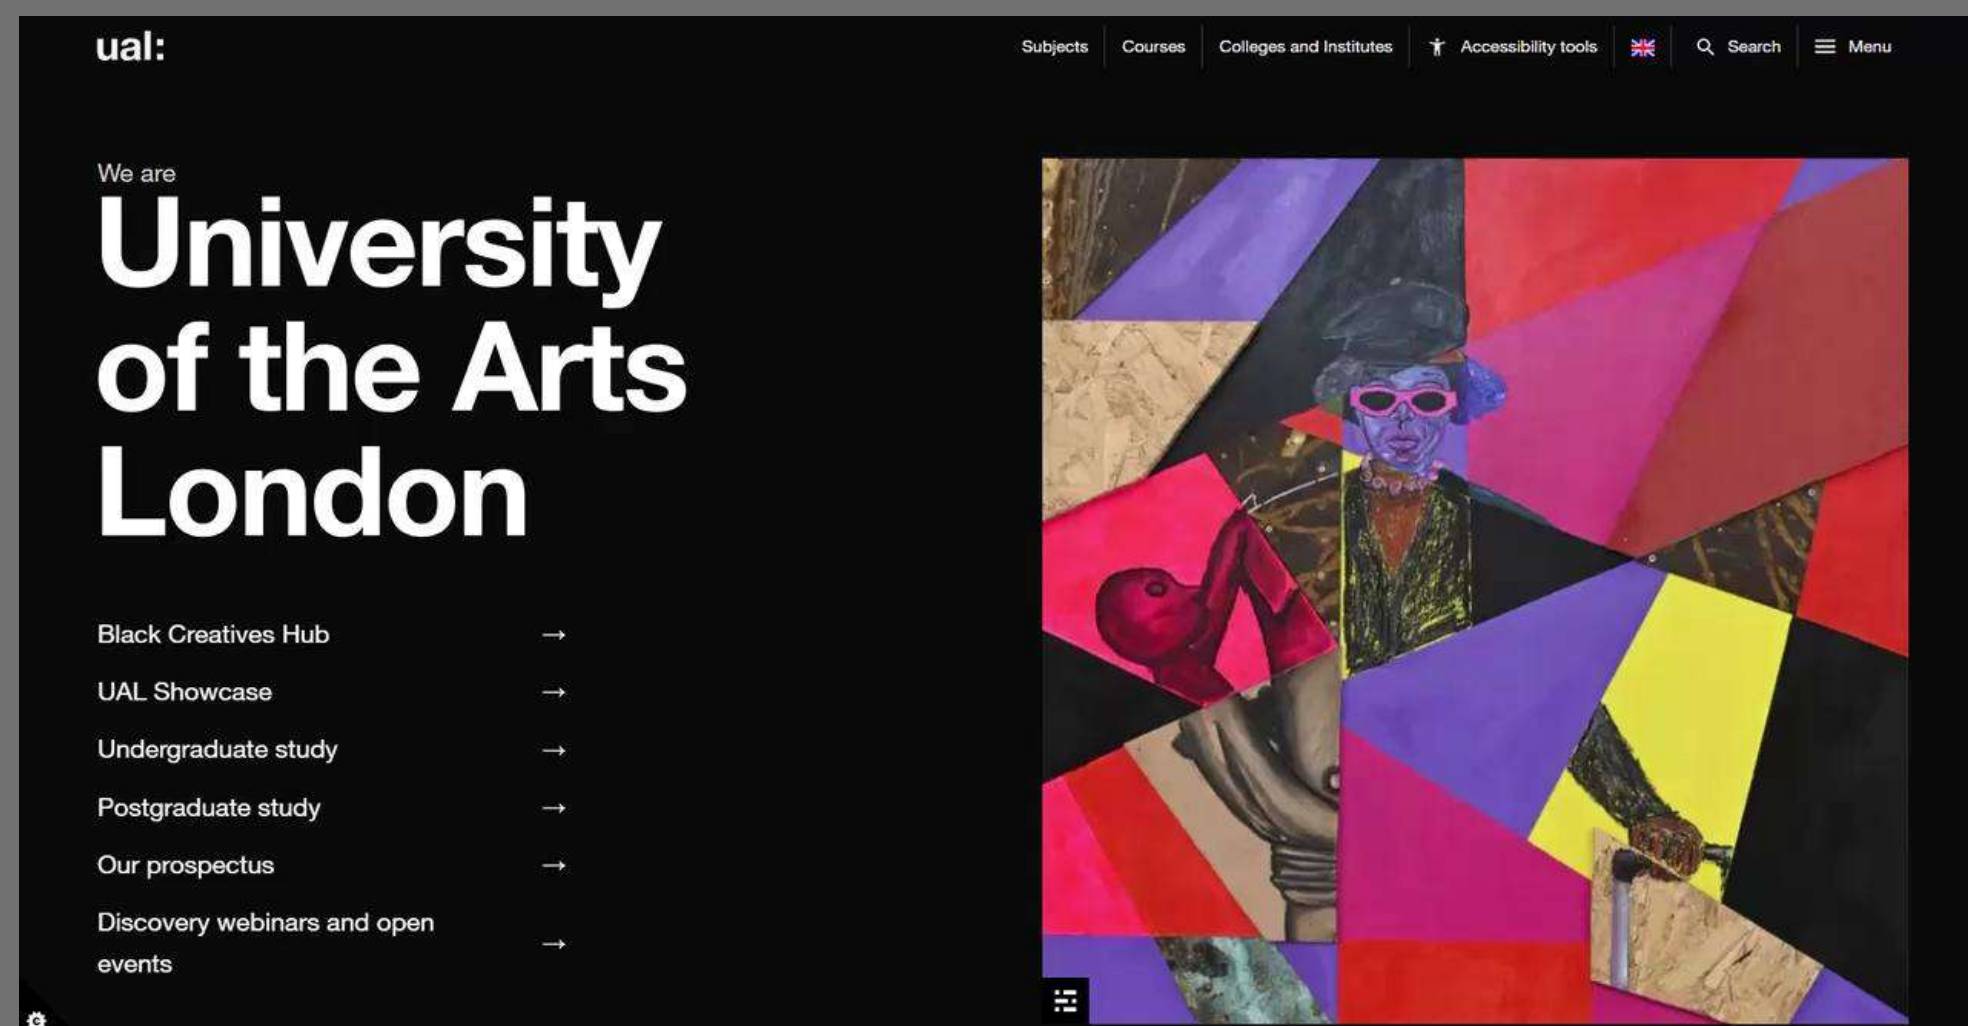 ual:
Subjects
Courses
Colleges and Institutes
Accessibility tools
Search
Menu
We are
University
of the Arts
London
Black Creatives Hub →
UAL Showcase →
Undergraduate study →
Postgraduate study →
Our prospectus →
Discovery webinars and open
events →